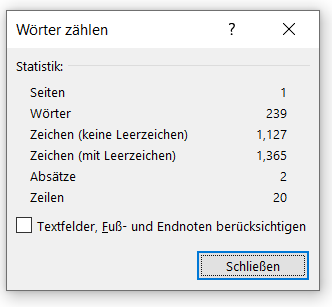 Wörter zählen ? ×
Statistik:
Seiten 1
Wörter 239
Zeichen (keine Leerzeichen) 1,127
Zeichen (mit Leerzeichen) 1,365
Absätze 2
Zeilen 20
Textfelder, Fuß- und Endnoten berücksichtigen
Schließen